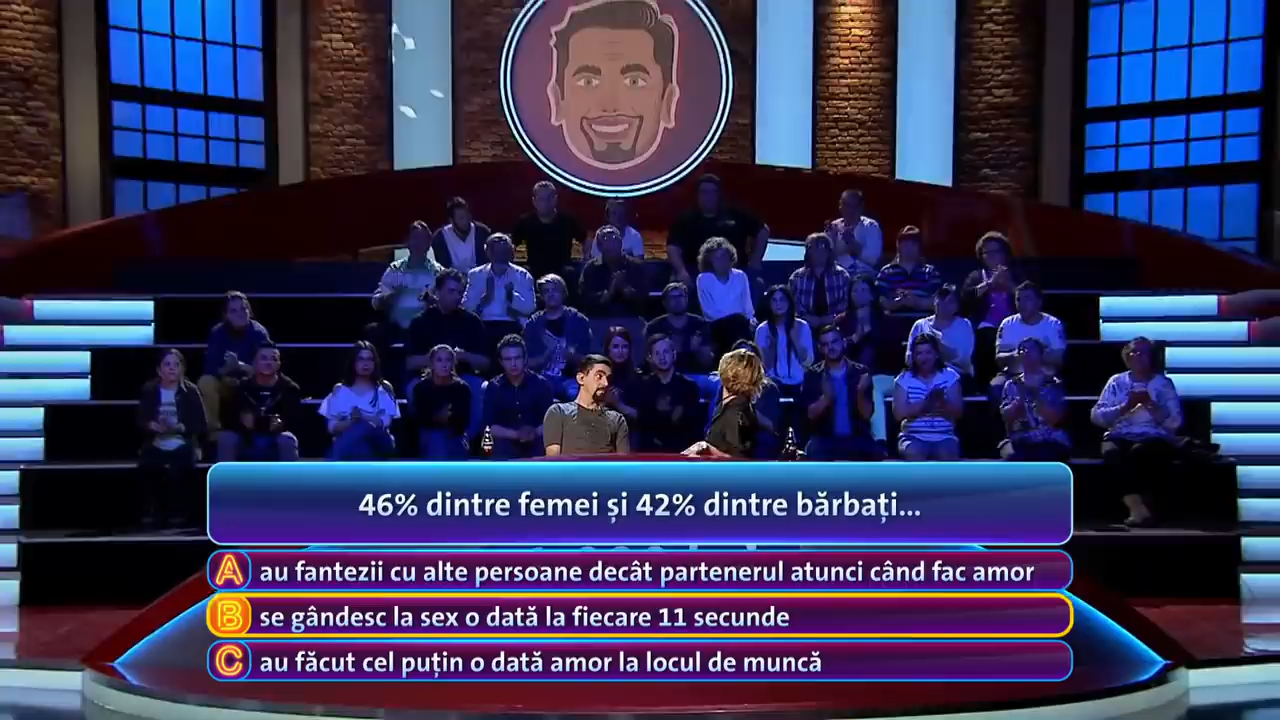 46% dintre femei și 42% dintre bărbați...
A au fantezii cu alte persoane decât partenerul atunci când fac amor
B se gândesc la sex o dată la fiecare 11 secunde
C au făcut cel puțin o dată amor la locul de muncă